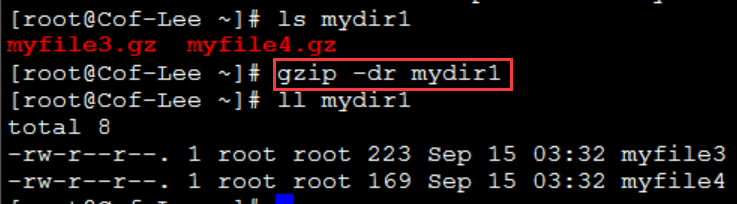 [root@Cof-Lee ~]# ls mydir1
myfile3.gz  myfile4.gz
[root@Cof-Lee ~]# gzip -dr mydir1
[root@Cof-Lee ~]# ll mydir1
total 8
-rw-r--r--. 1 root root 223 Sep 15 03:32 myfile3
-rw-r--r--. 1 root root 169 Sep 15 03:32 myfile4